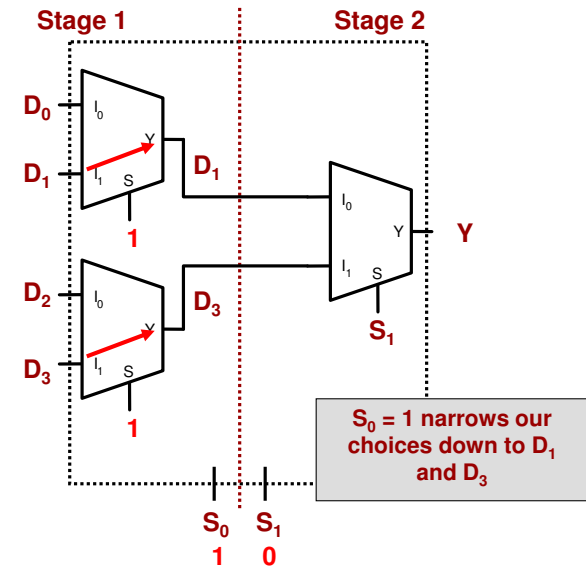 Stage 1
Stage 2
D₀
I₀
Y
D₁
I₁
S
D₁
1
I₀
Y
Y
I₁
S
S₁
D₂
I₀
Y
D₃
D₃
I₁
S
1
S₀ = 1 narrows our
choices down to D₁
and D₃
S₀ S₁
1 0